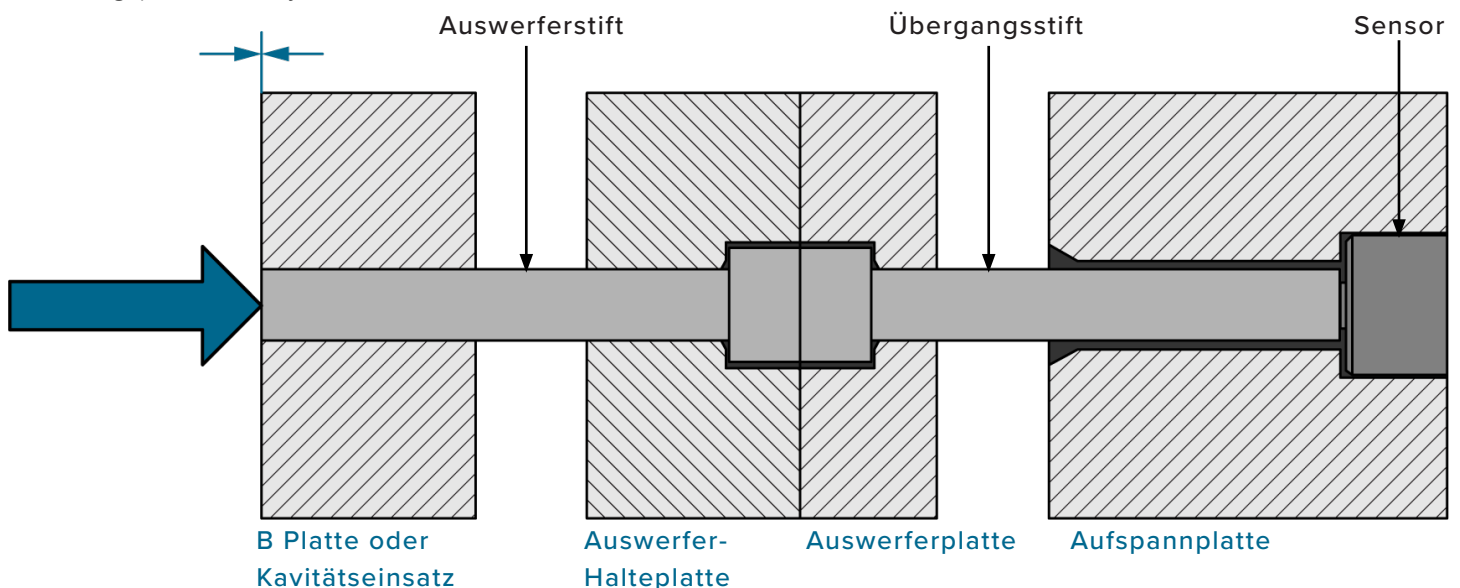 Auswerferstift
Übergangsstift
Sensor
B Platte oder
Kavitätseinsatz
Auswerfer-
Halteplatte
Auswerferplatte
Aufspannplatte